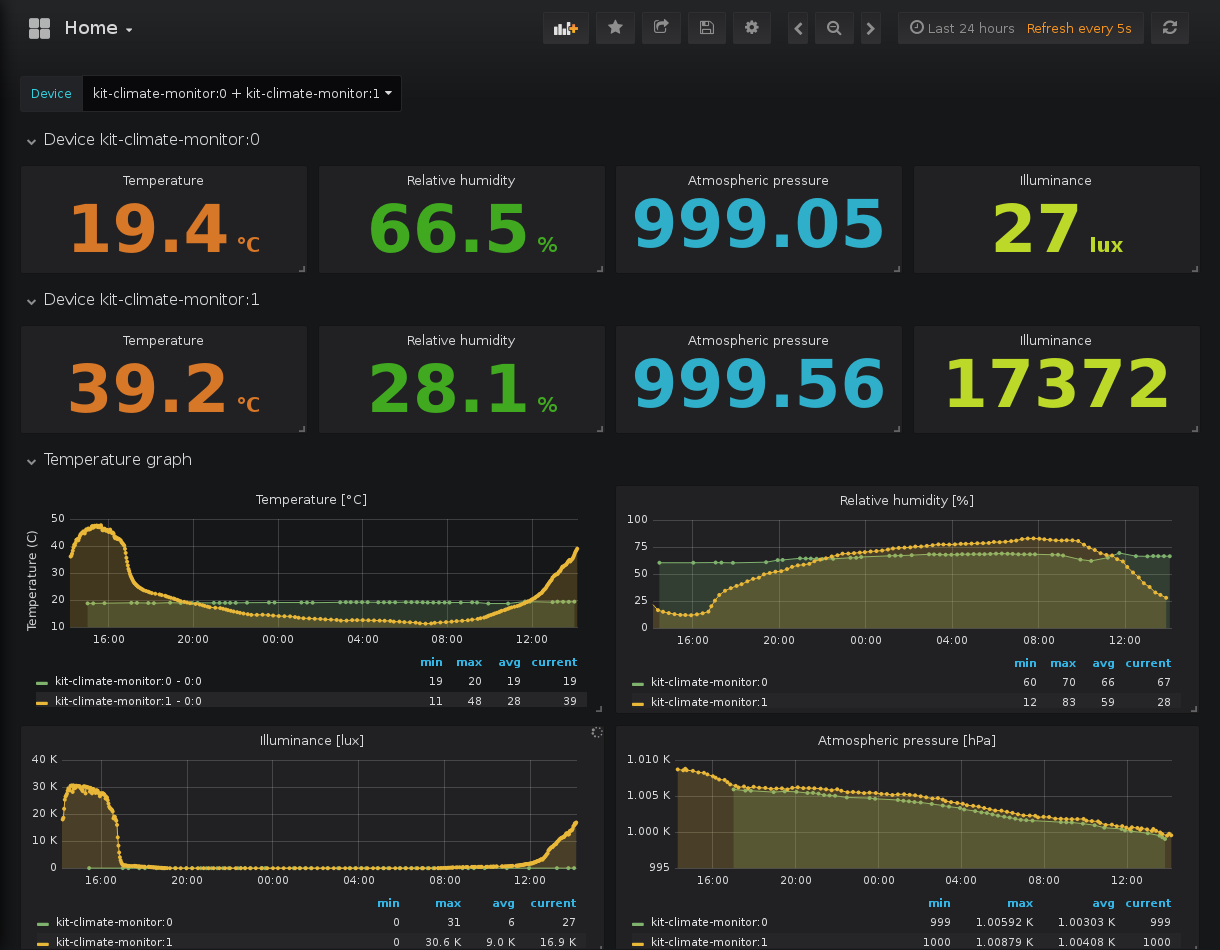 Home
Last 24 hours Refresh every 5s
Device kit-climate-monitor:0 + kit-climate-monitor:1
Device kit-climate-monitor:0
Temperature Relative humidity Atmospheric pressure Illuminance
19.4 °C 66.5 % 999.05 27 lux
Device kit-climate-monitor:1
Temperature Relative humidity Atmospheric pressure Illuminance
39.2 °C 28.1 % 999.56 17372
Temperature graph
Temperature [°C]
Temperature (C)
50
40
30
20
10
16:00 20:00 00:00 04:00 08:00 12:00
min max avg current
kit-climate-monitor:0 - 0:0 19 20 19 19
kit-climate-monitor:1 - 0:0 11 48 28 39
Relative humidity [%]
100
75
50
25
0
16:00 20:00 00:00 04:00 08:00 12:00
min max avg current
kit-climate-monitor:0 60 70 66 67
kit-climate-monitor:1 12 83 59 28
Illuminance [lux]
40 K
30 K
20 K
10 K
0
16:00 20:00 00:00 04:00 08:00 12:00
min max avg current
kit-climate-monitor:0 0 31 6 27
kit-climate-monitor:1 0 30.6 K 9.0 K 16.9 K
Atmospheric pressure [hPa]
1.010 K
1.005 K
1.000 K
995
16:00 20:00 00:00 04:00 08:00 12:00
min max avg current
kit-climate-monitor:0 999 1.00592 K 1.00303 K 999
kit-climate-monitor:1 1000 1.00879 K 1.00408 K 1000